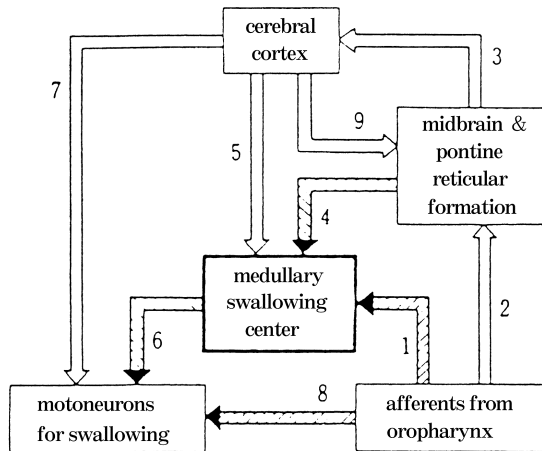 cerebral
cortex
7
3
9
midbrain &
pontine
reticular
formation
5
4
medullary
swallowing
center
6
1
2
motoneurons
for swallowing
8
afferents from
oropharynx